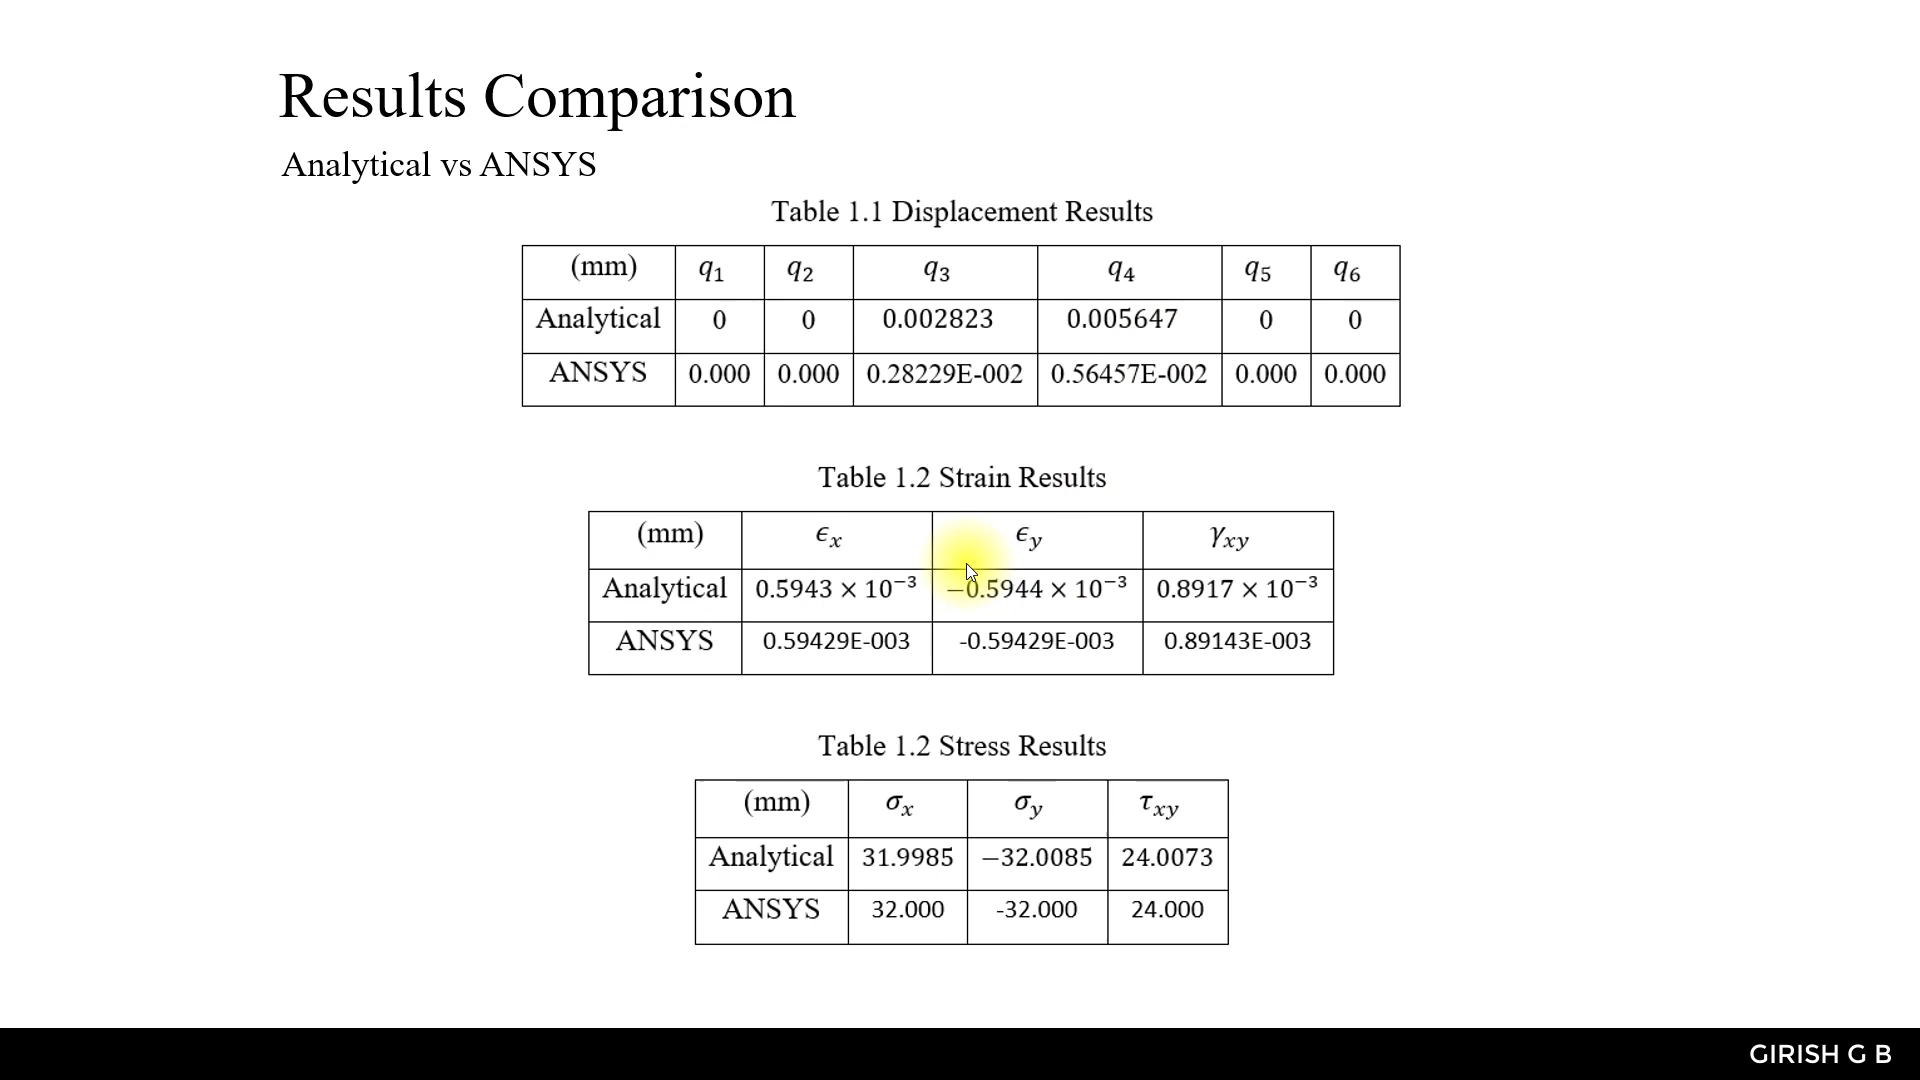 Results Comparison
Analytical vs ANSYS
Table 1.1 Displacement Results
(mm) q₁ q₂ q₃ q₄ q₅ q₆
Analytical 0 0 0.002823 0.005647 0 0
ANSYS 0.000 0.000 0.28229E-002 0.56457E-002 0.000 0.000
Table 1.2 Strain Results
(mm) ϵₓ ϵ_y γ_xy
Analytical 0.5943 × 10⁻³ −0.5944 × 10⁻³ 0.8917 × 10⁻³
ANSYS 0.59429E-003 -0.59429E-003 0.89143E-003
Table 1.2 Stress Results
(mm) σₓ σ_y τ_xy
Analytical 31.9985 −32.0085 24.0073
ANSYS 32.000 -32.000 24.000
GIRISH G B